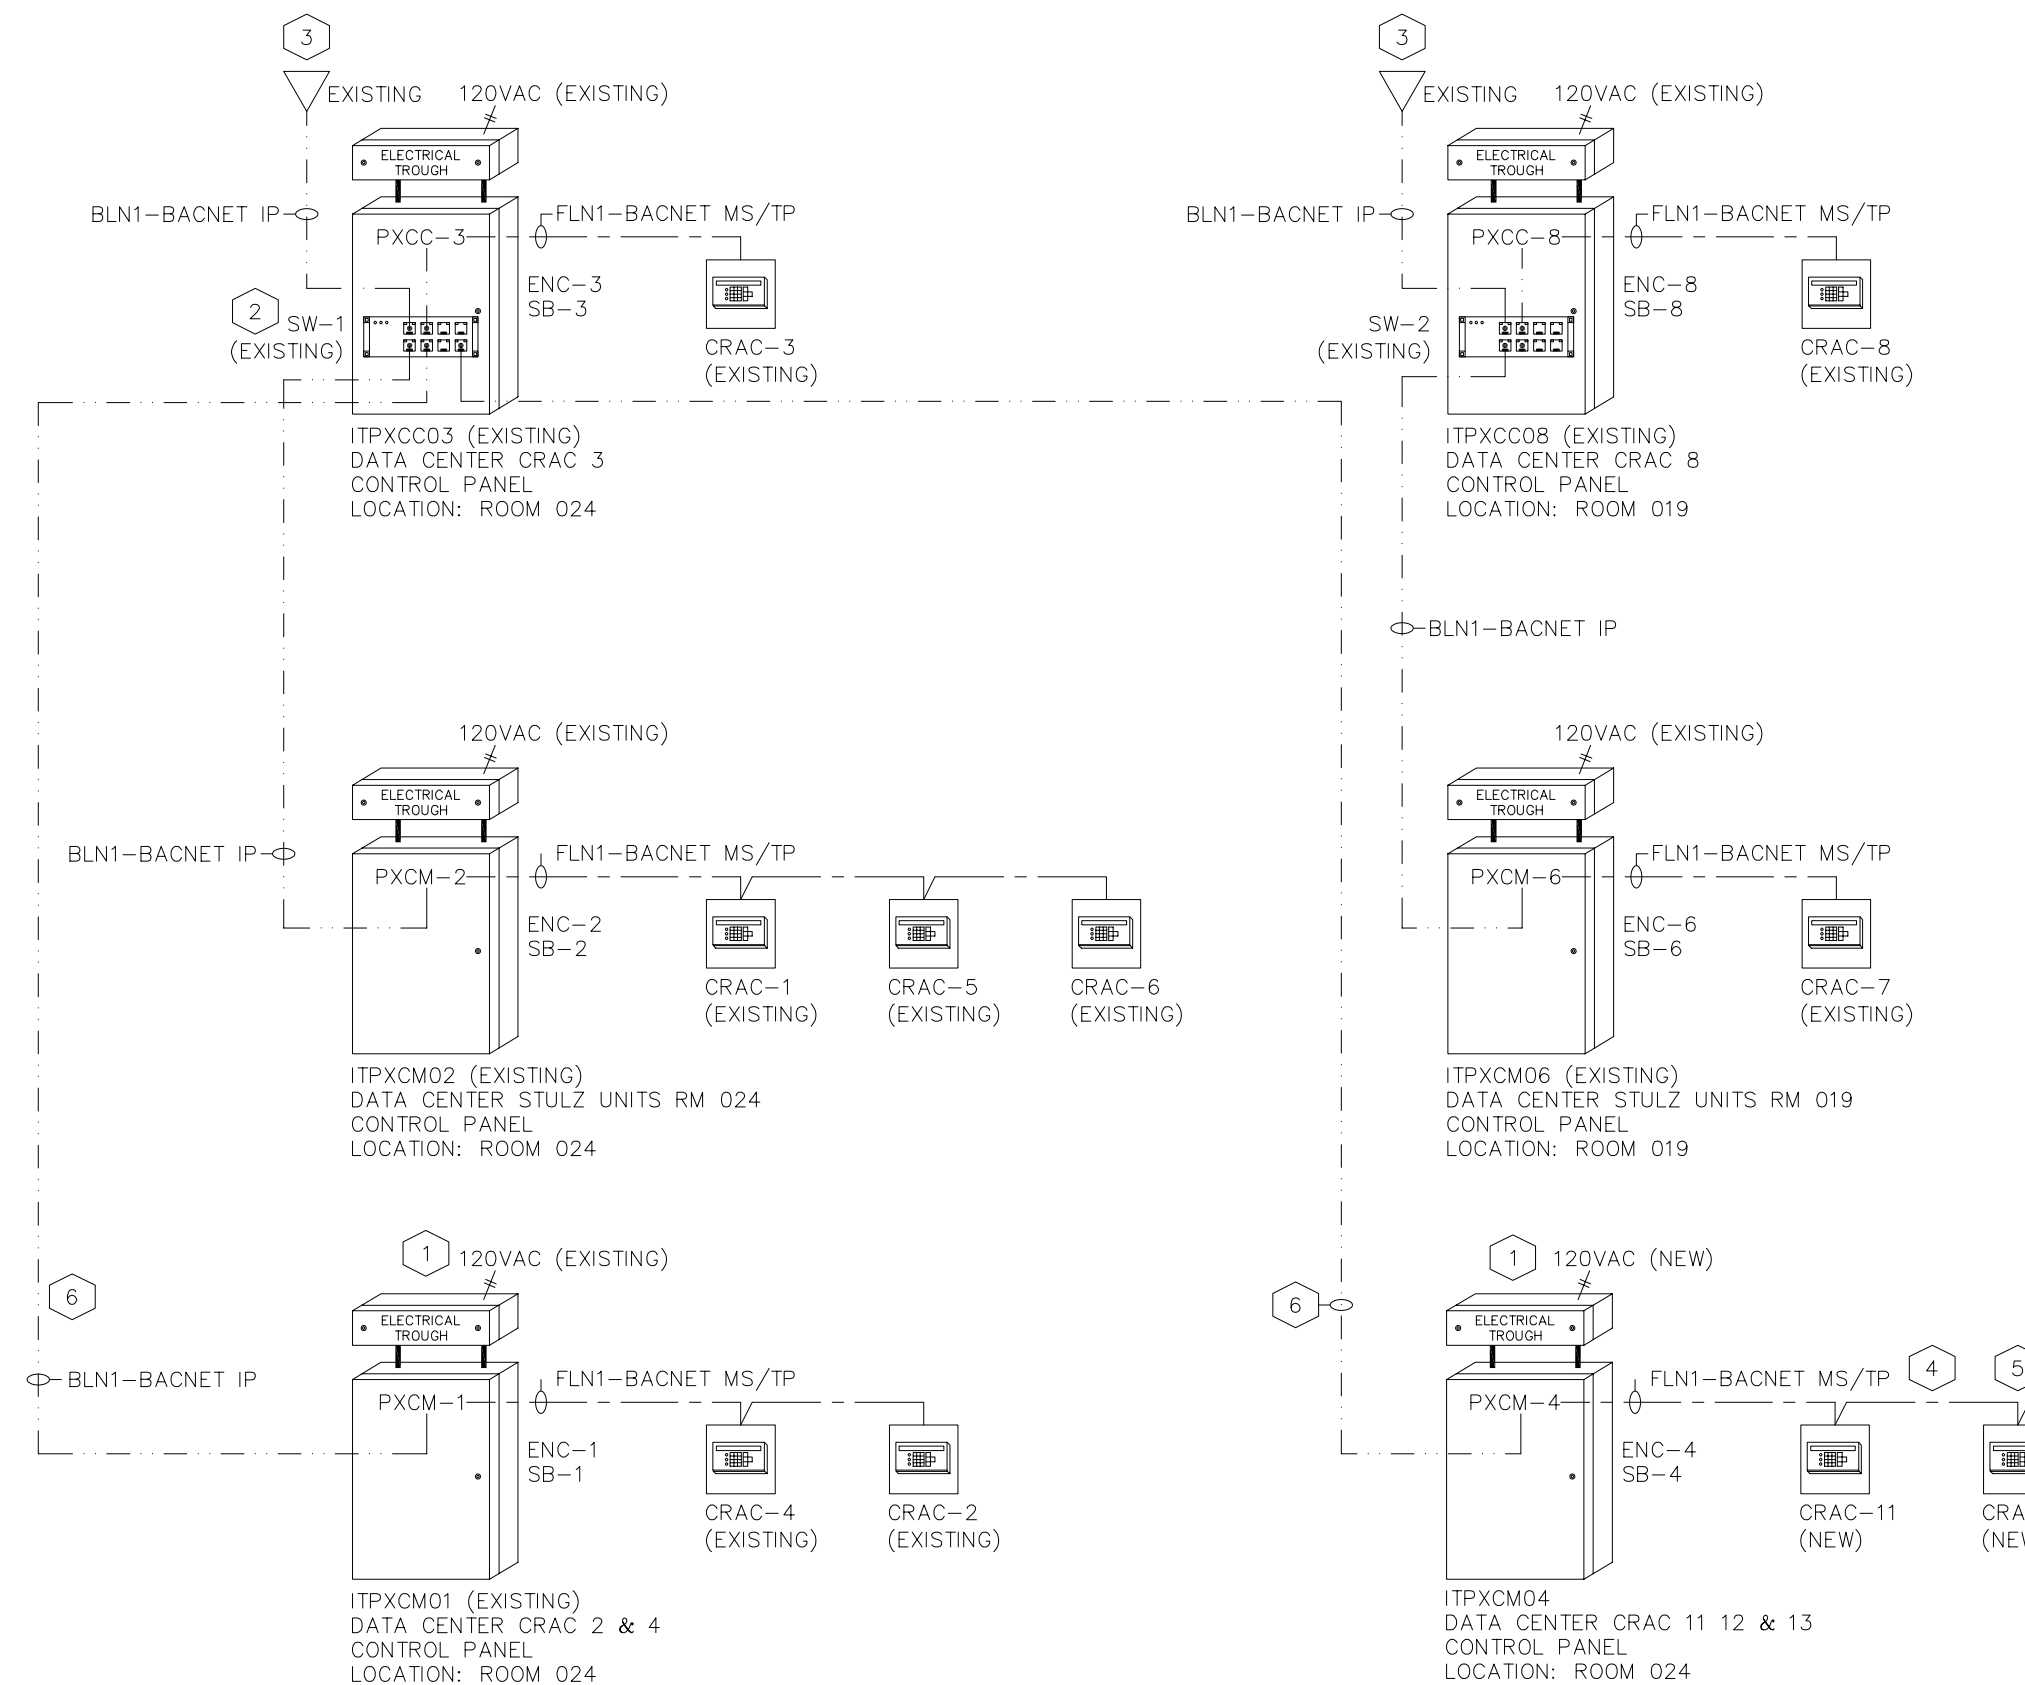 3
EXISTING
120VAC (EXISTING)
ELECTRICAL
TROUGH
BLN1-BACNET IP
PXCC-3
FLN1-BACNET MS/TP
ENC-3
SB-3
2
SW-1
(EXISTING)
CRAC-3
(EXISTING)
ITPXCC03 (EXISTING)
DATA CENTER CRAC 3
CONTROL PANEL
LOCATION: ROOM 024
3
EXISTING
120VAC (EXISTING)
ELECTRICAL
TROUGH
BLN1-BACNET IP
PXCC-8
FLN1-BACNET MS/TP
ENC-8
SB-8
SW-2
(EXISTING)
CRAC-8
(EXISTING)
ITPXCC08 (EXISTING)
DATA CENTER CRAC 8
CONTROL PANEL
LOCATION: ROOM 019
BLN1-BACNET IP
120VAC (EXISTING)
ELECTRICAL
TROUGH
BLN1-BACNET IP
PXCM-2
FLN1-BACNET MS/TP
ENC-2
SB-2
CRAC-1
(EXISTING)
CRAC-5
(EXISTING)
CRAC-6
(EXISTING)
ITPXCM02 (EXISTING)
DATA CENTER STULZ UNITS RM 024
CONTROL PANEL
LOCATION: ROOM 024
120VAC (EXISTING)
ELECTRICAL
TROUGH
PXCM-6
FLN1-BACNET MS/TP
ENC-6
SB-6
CRAC-7
(EXISTING)
ITPXCM06 (EXISTING)
DATA CENTER STULZ UNITS RM 019
CONTROL PANEL
LOCATION: ROOM 019
1
120VAC (EXISTING)
6
ELECTRICAL
TROUGH
BLN1-BACNET IP
PXCM-1
FLN1-BACNET MS/TP
ENC-1
SB-1
CRAC-4
(EXISTING)
CRAC-2
(EXISTING)
ITPXCM01 (EXISTING)
DATA CENTER CRAC 2 & 4
CONTROL PANEL
LOCATION: ROOM 024
1
120VAC (NEW)
6
ELECTRICAL
TROUGH
PXCM-4
FLN1-BACNET MS/TP
4
5
ENC-4
SB-4
CRAC-11
(NEW)
ITPXCM04
DATA CENTER CRAC 11 12 & 13
CONTROL PANEL
LOCATION: ROOM 024